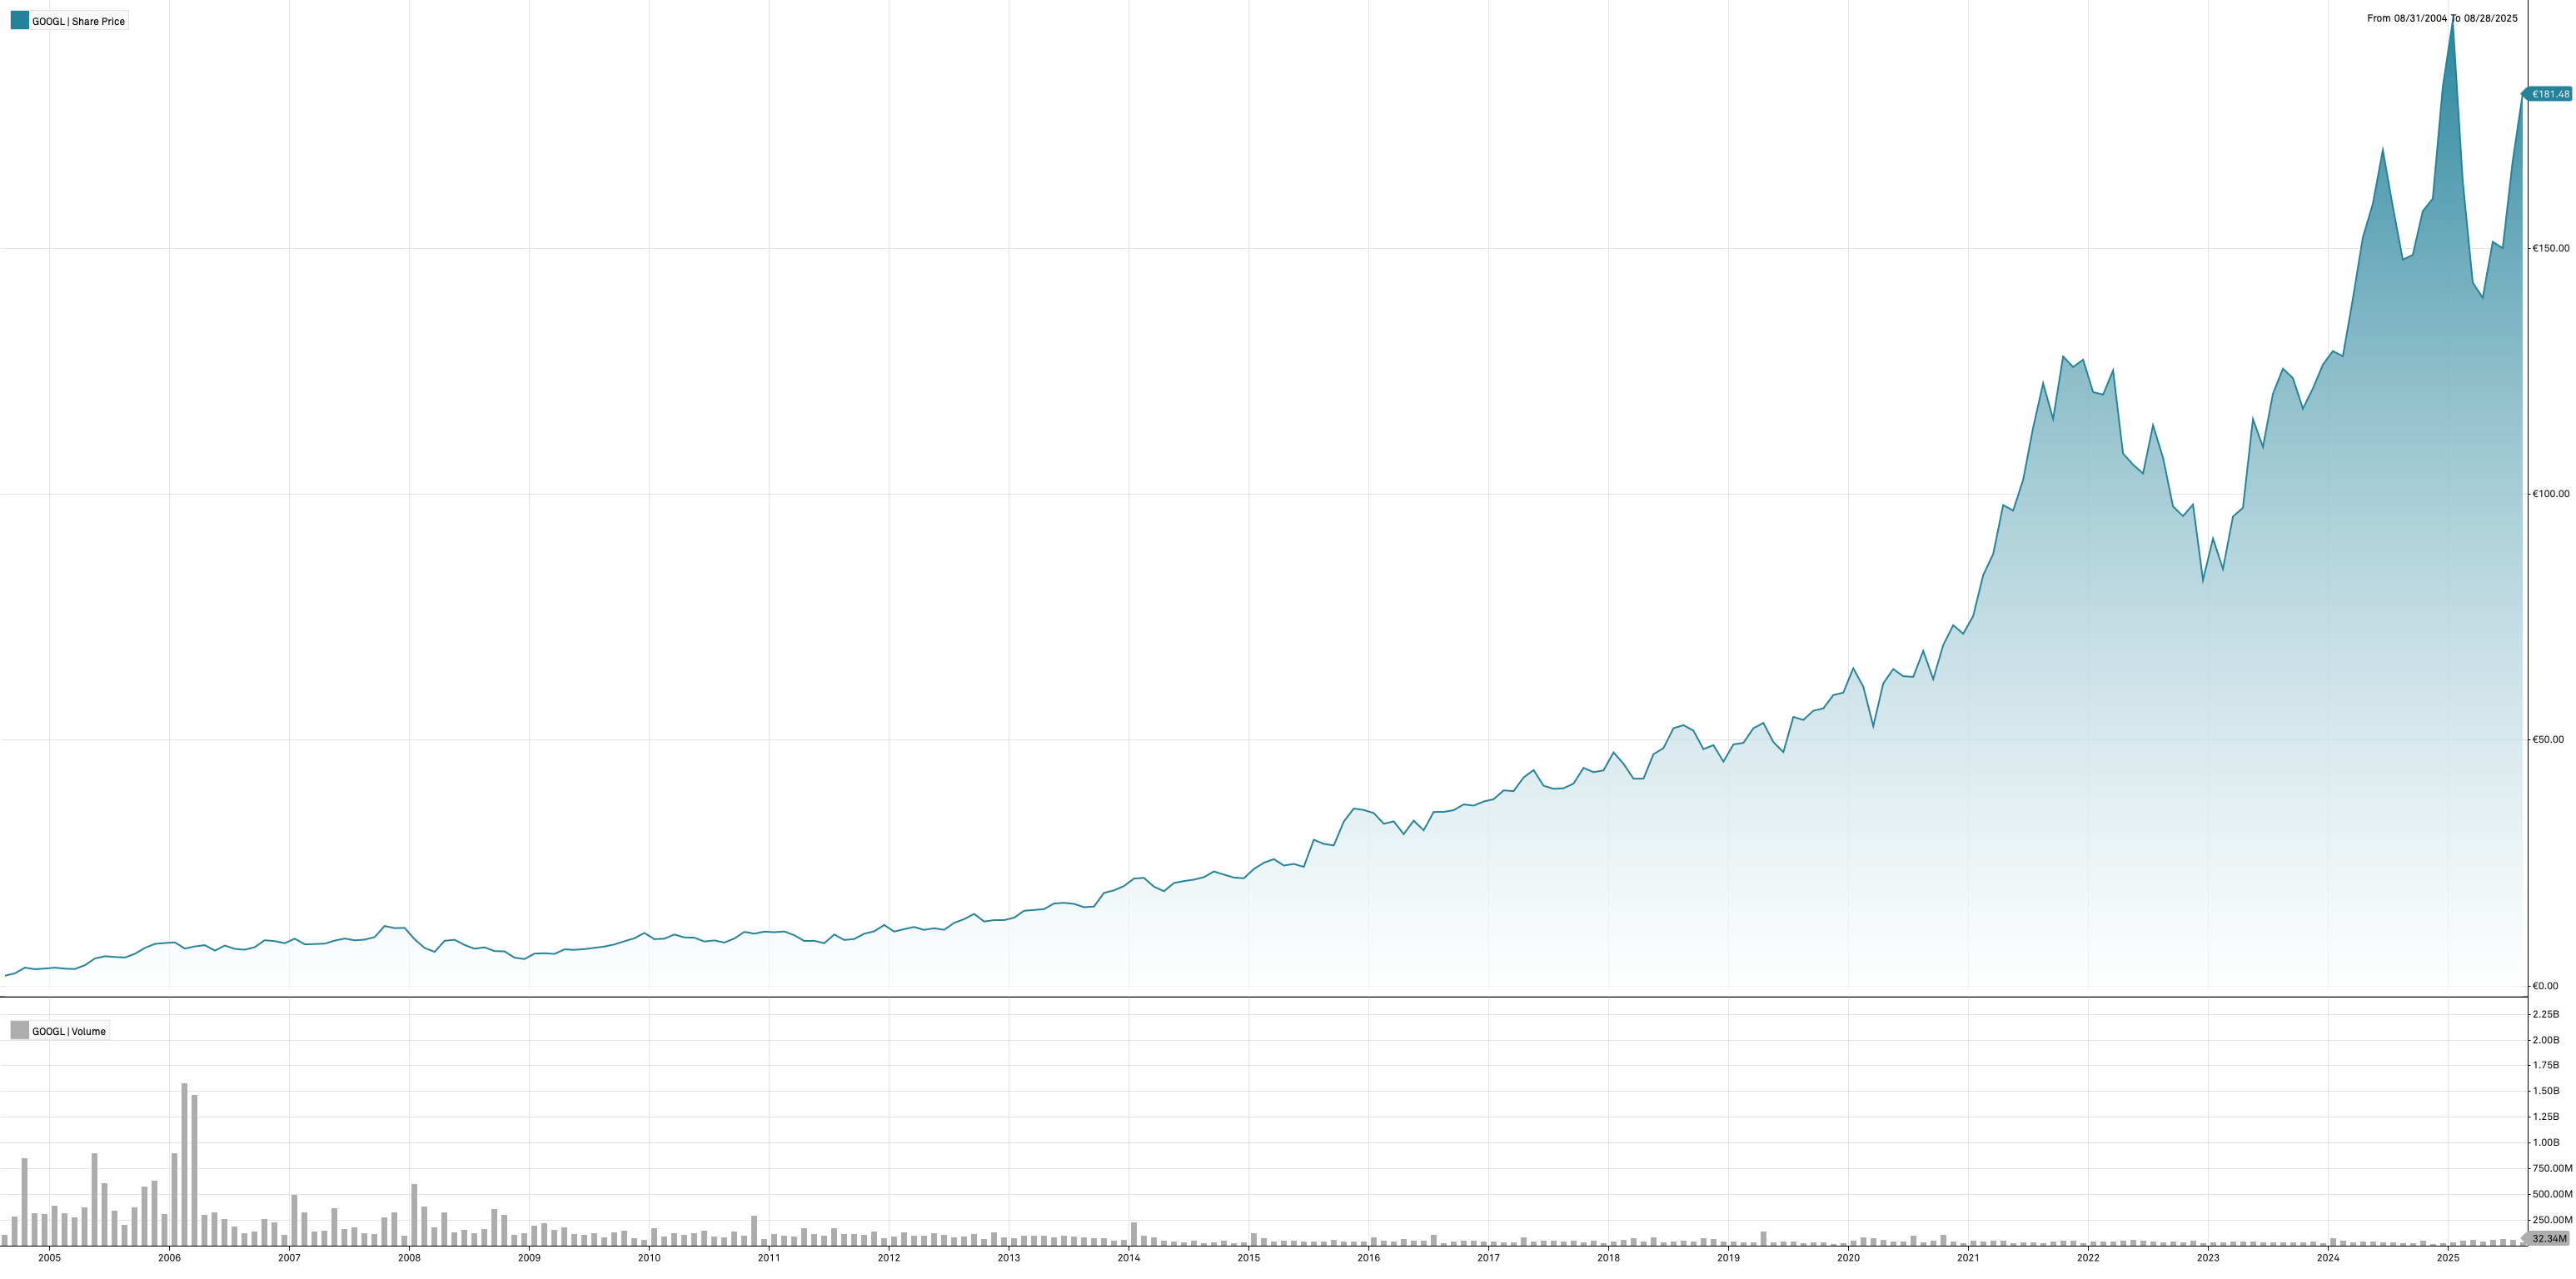 GOOGL | Share Price
From 08/31/2004 To 08/28/2025
€181.48
€150.00
€100.00
€50.00
€0.00
GOOGL | Volume
2.25B
2.00B
1.75B
1.50B
1.25B
1.00B
750.00M
500.00M
250.00M
32.34M
2005 2006 2007 2008 2009 2010 2011 2012 2013 2014 2015 2016 2017 2018 2019 2020 2021 2022 2023 2024 2025